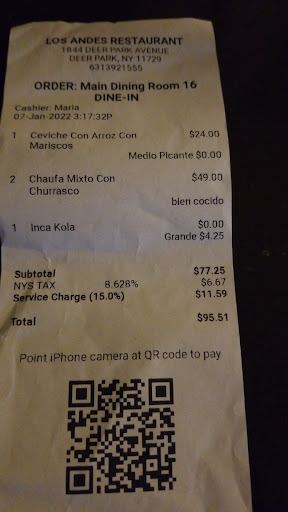 LOS ANDES RESTAURANT
1844 DEER PARK AVENUE
DEER PARK, NY 11729
6313921555
ORDER: Main Dining Room 16
DINE-IN
Cashier: Maria
07-Jan-2022 3:17:32P
1 Ceviche Con Arroz Con $24.00
Mariscos
Medio Picante $0.00
2 Chaufa Mixto Con $49.00
Churrasco
bien cocido
1 Inca Kola $0.00
Grande $4.25
Subtotal $77.25
NYS TAX 8.628% $6.67
Service Charge (15.0%) $11.59
Total $95.51
Point iPhone camera at QR code to pay